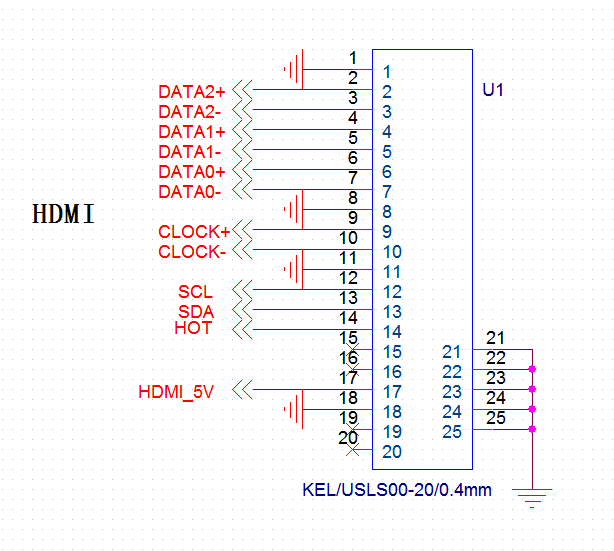 1
1
2
DATA2+ 2
3
DATA2- 3
4
DATA1+ 4
5
DATA1- 5
6
DATA0+ 6
7
DATA0- 7
8
8
9
CLOCK+ 9
10
CLOCK- 10
11
11
12
SCL 12
13
SDA 13
14
HOT 14
15
15
16
16
17
HDMI_5V 17
18
18
19
19
20
20
HDMI
U1
21
21
22
22
23
23
24
24
25
25
KEL/USLS00-20/0.4mm